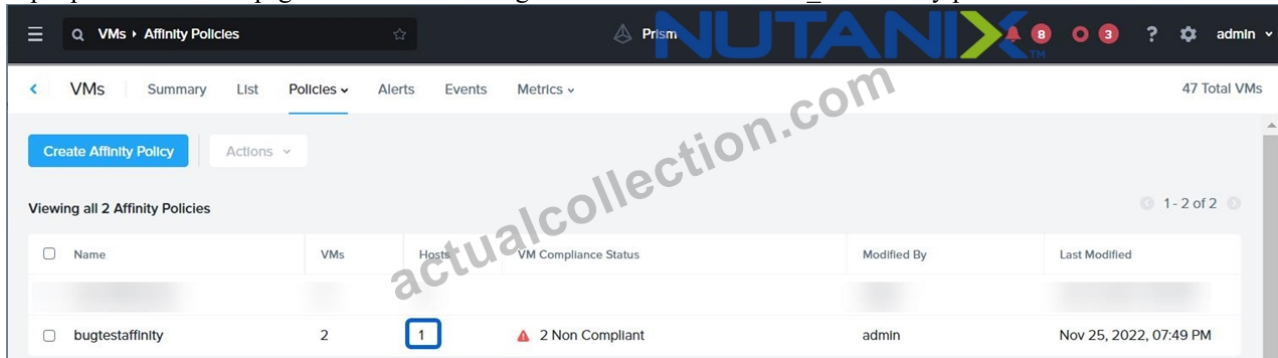 VMs › Affinity Policies
Prism
NUTANIX
TM
8
3
?
admin
VMs Summary List Policies Alerts Events Metrics 47 Total VMs
actualcollection.com
Create Affinity Policy Actions
Viewing all 2 Affinity Policies 1 - 2 of 2
Name VMs Hosts VM Compliance Status Modified By Last Modified
bugtestaffinity 2 1 2 Non Compliant admin Nov 25, 2022, 07:49 PM